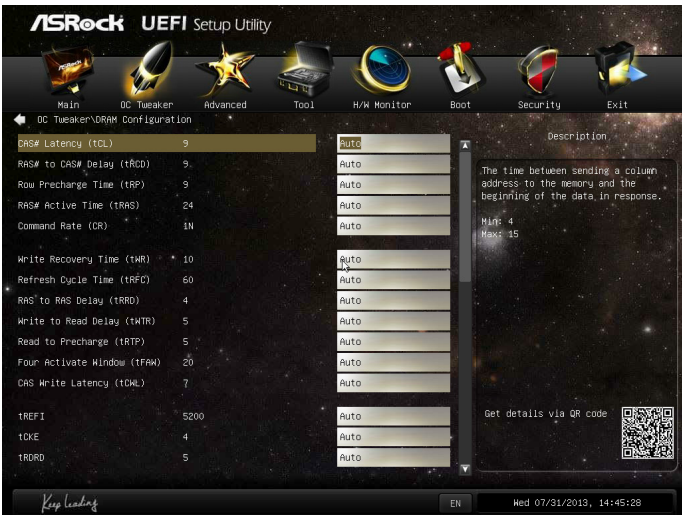 ASRock UEFI Setup Utility
ASRock
Main OC Tweaker Advanced Tool H/W Monitor Boot Security Exit
OC Tweaker\DRAM Configuration
Description
CAS# Latency (tCL) 9 Auto
RAS# to CAS# Delay (tRCD) 9 Auto
Row Precharge Time (tRP) 9 Auto
RAS# Active Time (tRAS) 24 Auto
Command Rate (CR) 1N Auto
Write Recovery Time (tWR) 10 Auto
Refresh Cycle Time (tRFC) 60 Auto
RAS to RAS Delay (tRRD) 4 Auto
Write to Read Delay (tWTR) 5 Auto
Read to Precharge (tRTP) 5 Auto
Four Activate Window (tFAW) 20 Auto
CAS Write Latency (tCWL) 7 Auto
tREFI 5200 Auto
tCKE 4 Auto
tRDRD 5 Auto
The time between sending a column
address to the memory and the
beginning of the data in response.
Min: 4
Max: 15
Get details via QR code
Keep Leading
EN
Wed 07/31/2013, 14:45:28